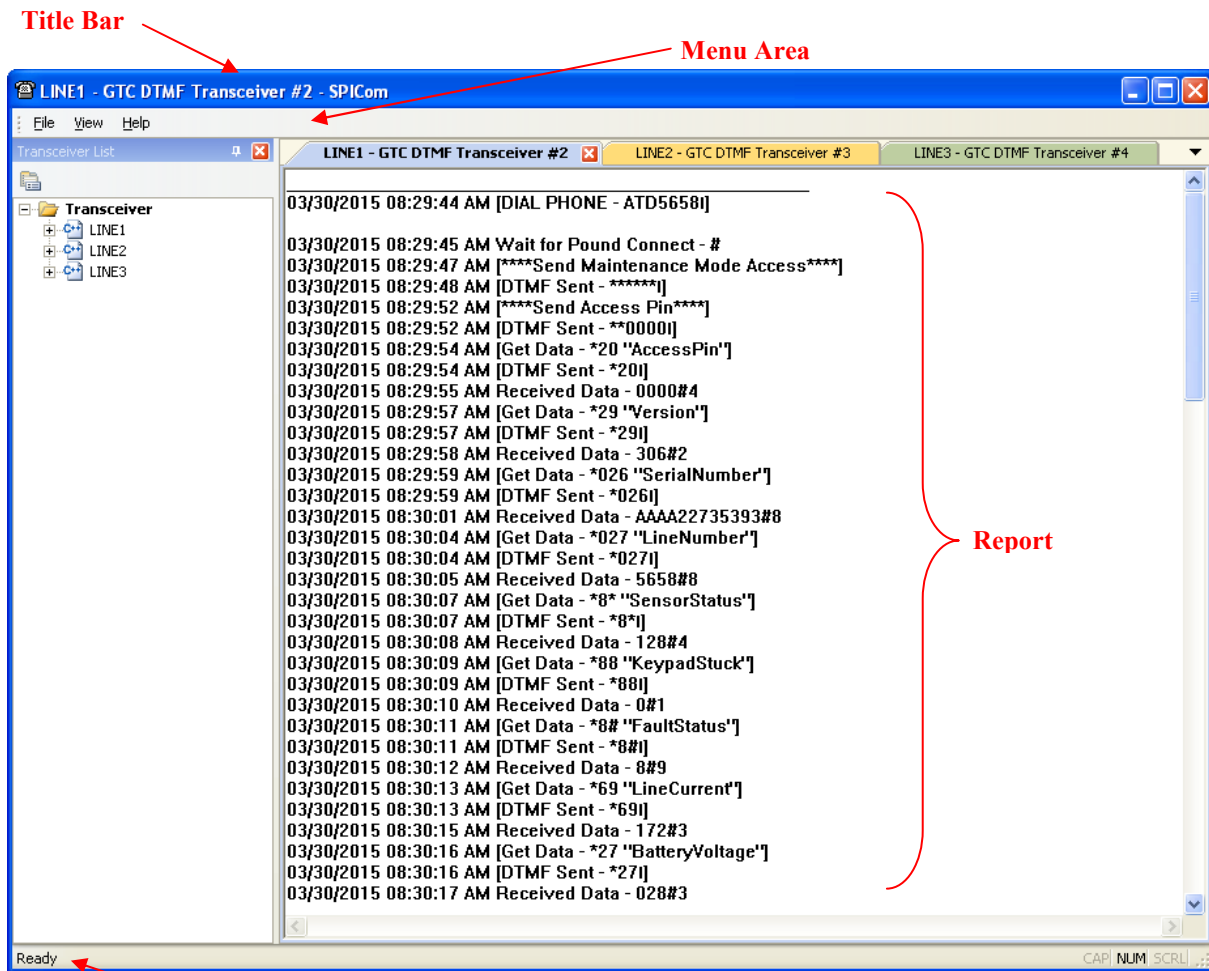 Title Bar
Menu Area
LINE1 - GTC DTMF Transceiver #2 - SPICom
File View Help
Transceiver List
LINE1 - GTC DTMF Transceiver #2
LINE2 - GTC DTMF Transceiver #3
LINE3 - GTC DTMF Transceiver #4
Transceiver
LINE1
LINE2
LINE3
03/30/2015 08:29:44 AM [DIAL PHONE - ATD5658!]
03/30/2015 08:29:45 AM Wait for Pound Connect - #
03/30/2015 08:29:47 AM [****Send Maintenance Mode Access****]
03/30/2015 08:29:48 AM [DTMF Sent - ******!]
03/30/2015 08:29:52 AM [****Send Access Pin****]
03/30/2015 08:29:52 AM [DTMF Sent - **0000!]
03/30/2015 08:29:54 AM [Get Data - *20 "AccessPin"]
03/30/2015 08:29:54 AM [DTMF Sent - *20!]
03/30/2015 08:29:55 AM Received Data - 0000#4
03/30/2015 08:29:57 AM [Get Data - *29 "Version"]
03/30/2015 08:29:57 AM [DTMF Sent - *29!]
03/30/2015 08:29:58 AM Received Data - 306#2
03/30/2015 08:29:59 AM [Get Data - *026 "SerialNumber"]
03/30/2015 08:29:59 AM [DTMF Sent - *026!]
03/30/2015 08:30:01 AM Received Data - AAAA22735393#8
03/30/2015 08:30:04 AM [Get Data - *027 "LineNumber"]
03/30/2015 08:30:04 AM [DTMF Sent - *027!]
03/30/2015 08:30:05 AM Received Data - 5658#8
03/30/2015 08:30:07 AM [Get Data - *8* "SensorStatus"]
03/30/2015 08:30:07 AM [DTMF Sent - *8*!]
03/30/2015 08:30:08 AM Received Data - 128#4
03/30/2015 08:30:09 AM [Get Data - *88 "KeypadStuck"]
03/30/2015 08:30:09 AM [DTMF Sent - *88!]
03/30/2015 08:30:10 AM Received Data - 0#1
03/30/2015 08:30:11 AM [Get Data - *8# "FaultStatus"]
03/30/2015 08:30:11 AM [DTMF Sent - *8#!]
03/30/2015 08:30:12 AM Received Data - 8#9
03/30/2015 08:30:13 AM [Get Data - *69 "LineCurrent"]
03/30/2015 08:30:13 AM [DTMF Sent - *69!]
03/30/2015 08:30:15 AM Received Data - 172#3
03/30/2015 08:30:16 AM [Get Data - *27 "BatteryVoltage"]
03/30/2015 08:30:16 AM [DTMF Sent - *27!]
03/30/2015 08:30:17 AM Received Data - 028#3
Report
Ready
CAP NUM SCRL